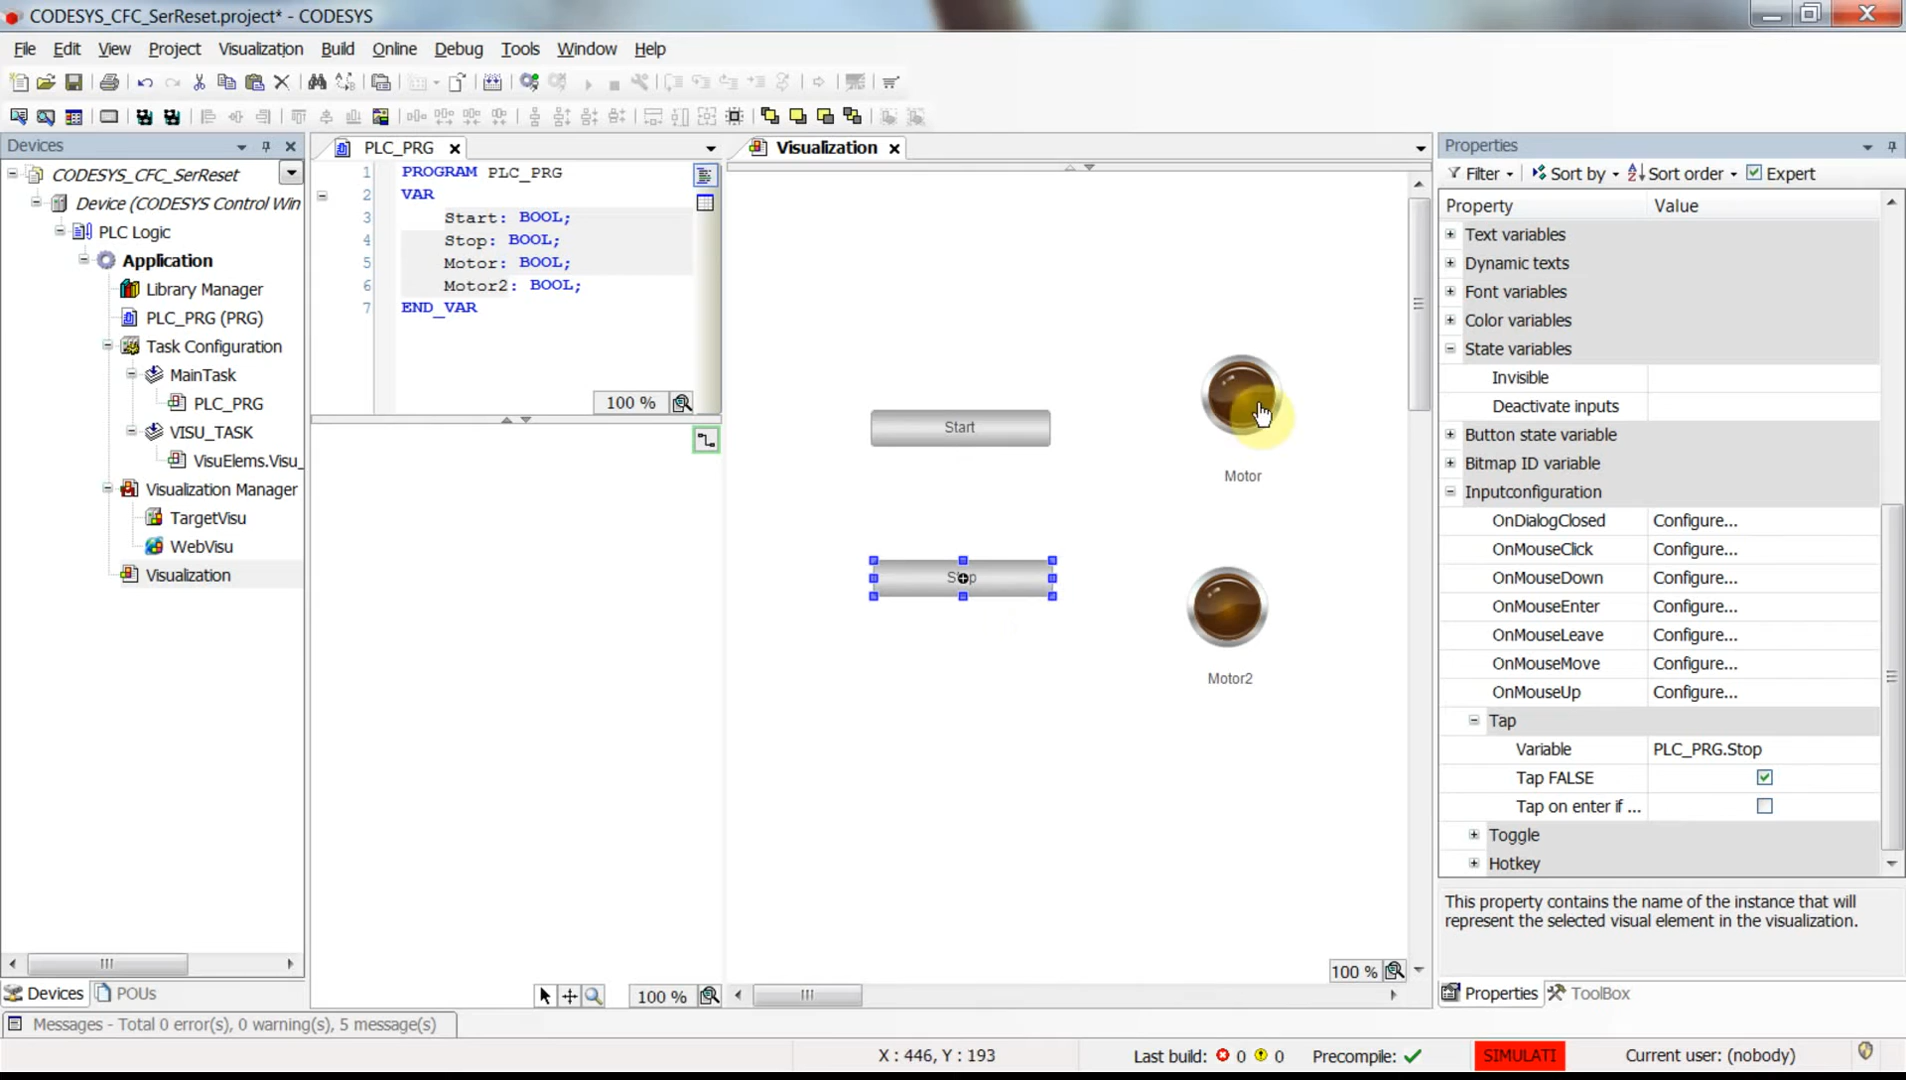 CODESYS_CFC_SerReset.project* - CODESYS
File Edit View Project Visualization Build Online Debug Tools Window Help
Devices
CODESYS_CFC_SerReset
Device (CODESYS Control Win
PLC Logic
Application
Library Manager
PLC_PRG (PRG)
Task Configuration
MainTask
PLC_PRG
VISU_TASK
VisuElems.Visu_
Visualization Manager
TargetVisu
WebVisu
Visualization
Devices POUs
PLC_PRG
1 PROGRAM PLC_PRG
2 VAR
3 Start: BOOL;
4 Stop: BOOL;
5 Motor: BOOL;
6 Motor2: BOOL;
7 END_VAR
100 %
100 %
Visualization
Start
Motor
Stop
Motor2
100 %
Properties
Filter Sort by Sort order Expert
Property Value
Text variables
Dynamic texts
Font variables
Color variables
State variables
Invisible
Deactivate inputs
Button state variable
Bitmap ID variable
Inputconfiguration
OnDialogClosed Configure...
OnMouseClick Configure...
OnMouseDown Configure...
OnMouseEnter Configure...
OnMouseLeave Configure...
OnMouseMove Configure...
OnMouseUp Configure...
Tap
Variable PLC_PRG.Stop
Tap FALSE
Tap on enter if ...
Toggle
Hotkey
This property contains the name of the instance that will
represent the selected visual element in the visualization.
Properties ToolBox
Messages - Total 0 error(s), 0 warning(s), 5 message(s)
X : 446, Y : 193 Last build: 0 0 Precompile: SIMULATI Current user: (nobody)